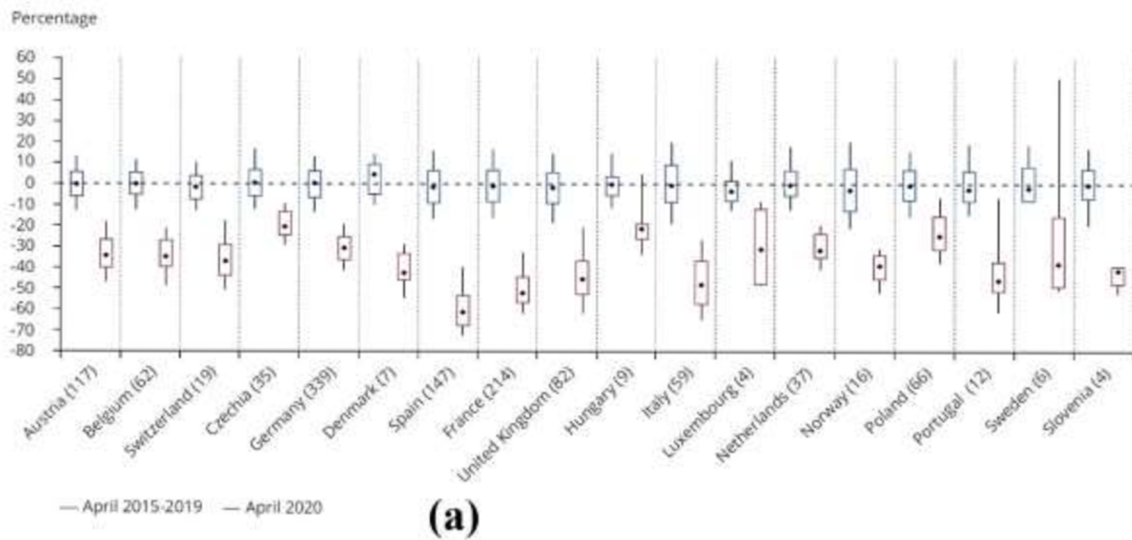 Percentage
60
50
40
30
20
10
0
-10
-20
-30
-40
-50
-60
-70
-80
Austria (117)
Belgium (62)
Switzerland (19)
Czechia (35)
Germany (339)
Denmark (7)
Spain (147)
France (214)
United Kingdom (82)
Hungary (9)
Italy (59)
Luxembourg (4)
Netherlands (37)
Norway (16)
Poland (66)
Portugal (12)
Sweden (6)
Slovenia (4)
— April 2015-2019 — April 2020
(a)